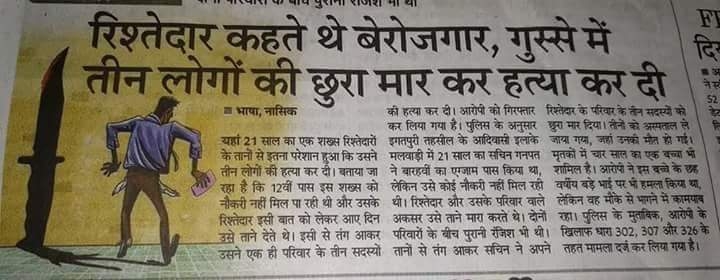 रिश्तेदार कहते थे बेरोजगार, गुस्से में
तीन लोगों की छुरा मार कर हत्या कर दी
■ भाषा, नासिक
यहां 21 साल का एक शख्स रिश्तेदारों
के तानों से इतना परेशान हुआ कि उसने
तीन लोगों की हत्या कर दी। बताया जा
रहा है कि 12वीं पास इस शख्स को
नौकरी नहीं मिल पा रही थी और उसके
रिश्तेदार इसी बात को लेकर आए दिन
उसे ताने देते थे। इसी से तंग आकर
उसने एक ही परिवार के तीन सदस्यों
की हत्या कर दी। आरोपी को गिरफ्तार
कर लिया गया है। पुलिस के अनुसार
इगतपुरी तहसील के आदिवासी इलाके
मलवाड़ी में 21 साल का सचिन गणपत
ने बारहवीं का एग्जाम पास किया था,
लेकिन उसे कोई नौकरी नहीं मिल रही
थी। रिश्तेदार और उसके परिवार वाले
अकसर उसे ताने मारा करते थे। दोनों
परिवारों के बीच पुरानी रंजिश भी थी।
तानों से तंग आकर सचिन ने अपने
रिश्तेदार के परिवार के तीन सदस्यों को
छुरा मार दिया। तीनों को अस्पताल ले
जाया गया, जहां उनकी मौत हो गई।
मृतकों में चार साल का एक बच्चा भी
शामिल है। आरोपी ने इस बच्चे के छह
वर्षीय बड़े भाई पर भी हमला किया था,
लेकिन वह मौके से भागने में कामयाब
रहा। पुलिस के मुताबिक, आरोपी के
खिलाफ धारा 302, 307 और 326 के
तहत मामला दर्ज कर लिया गया है।
52